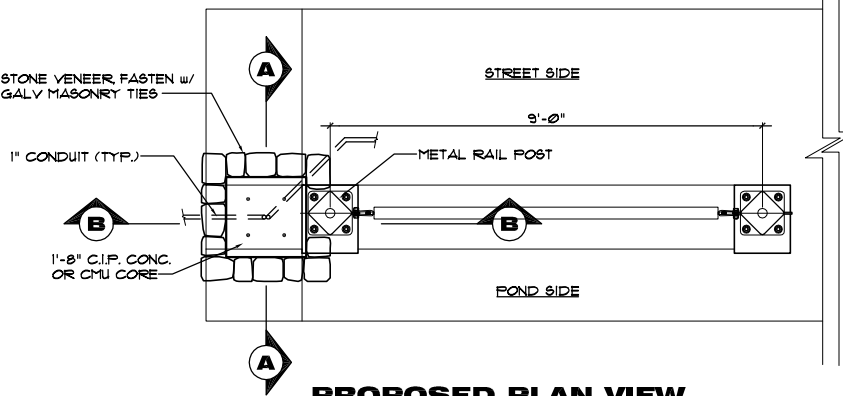 A
STREET SIDE
STONE VENEER, FASTEN w/
GALV MASONRY TIES
9'-0"
1" CONDUIT (TYP.)
METAL RAIL POST
B
B
1'-8" C.I.P. CONC.
OR CMU CORE
POND SIDE
A
PROPOSED PLAN VIEW